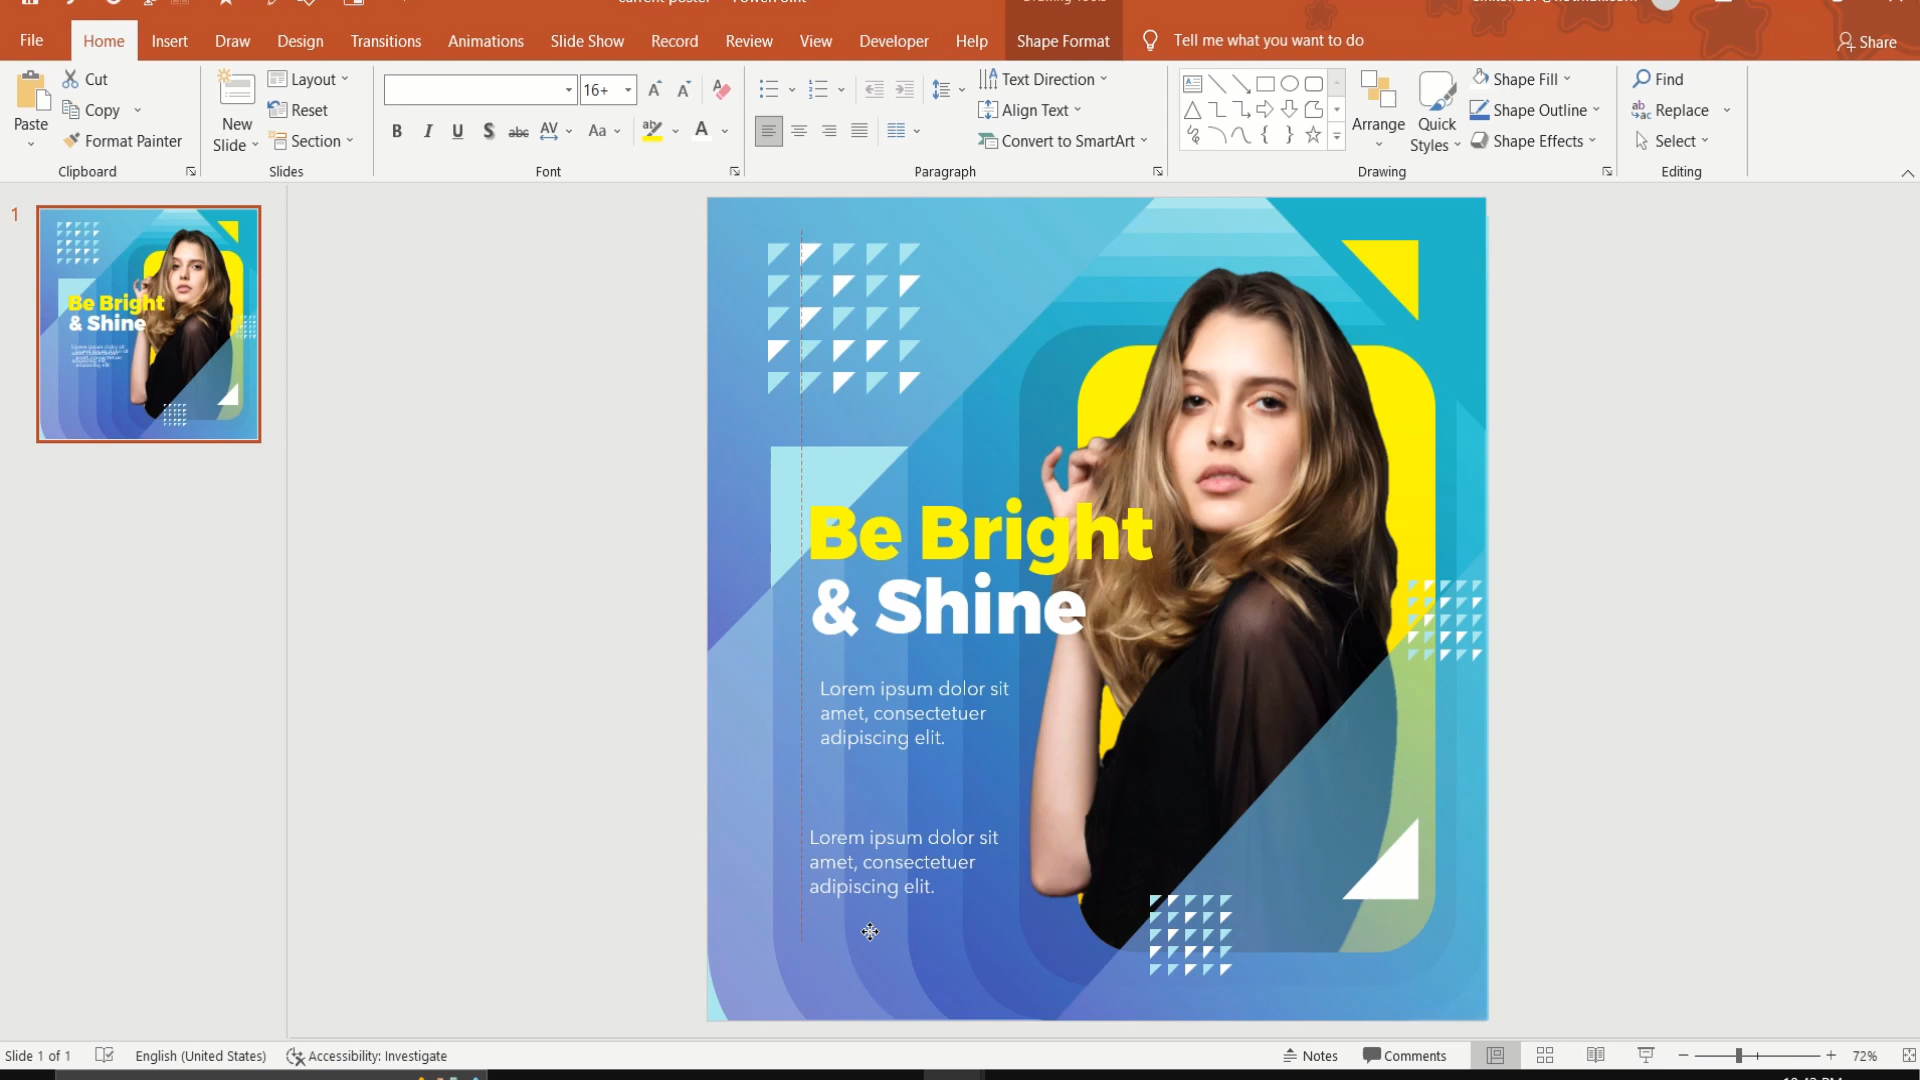 File
Home
Insert
Draw
Design
Transitions
Animations
Slide Show
Record
Review
View
Developer
Help
Shape Format
Tell me what you want to do
Share
Paste
Cut
Copy
Format Painter
Clipboard
New
Slide
Layout
Reset
Section
Slides
16+
Font
Text Direction
Align Text
Convert to SmartArt
Paragraph
Arrange
Quick
Styles
Shape Fill
Shape Outline
Shape Effects
Drawing
Find
Replace
Select
Editing
1
Be Bright
& Shine
Be Bright
& Shine
Lorem ipsum dolor sit
amet, consectetuer
adipiscing elit.
Lorem ipsum dolor sit
amet, consectetuer
adipiscing elit.
Slide 1 of 1
English (United States)
Accessibility: Investigate
Notes
Comments
72%